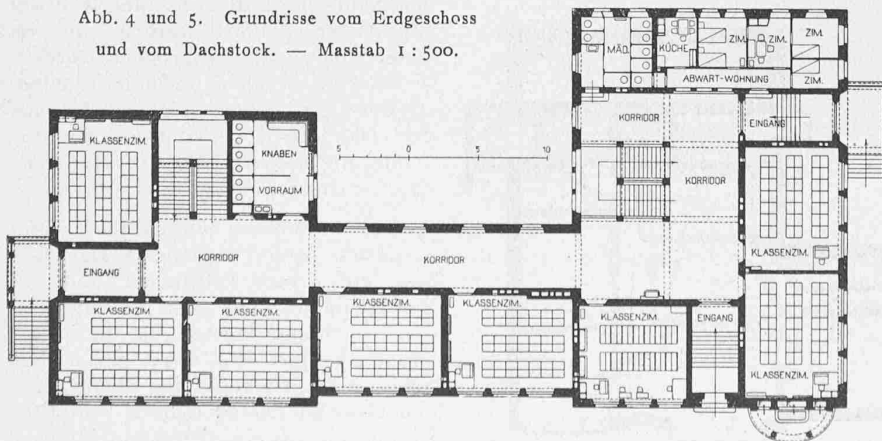 Abb. 4 und 5. Grundrisse vom Erdgeschoss
und vom Dachstock. — Masstab 1 : 500.
MÄD.
KÜCHE
ZIM.
ZIM.
ZIM.
ABWART-WOHNUNG
ZIM.
KLASSENZIM.
KNABEN
VORRAUM
5 0 5 10
KORRIDOR
EINGANG
KORRIDOR
KLASSENZIM.
EINGANG
KORRIDOR
KORRIDOR
KLASSENZIM.
KLASSENZIM.
KLASSENZIM.
KLASSENZIM.
KLASSENZIM.
EINGANG
KLASSENZIM.